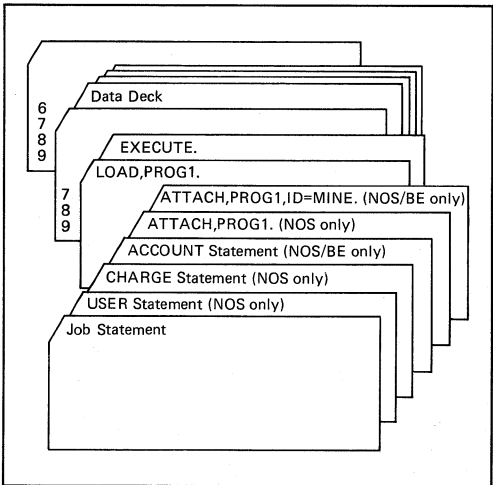 Data Deck
6
7
8
9
EXECUTE.
LOAD,PROG1.
7
8
9
ATTACH,PROG1,ID=MINE. (NOS/BE only)
ATTACH,PROG1. (NOS only)
ACCOUNT Statement (NOS/BE only)
CHARGE Statement (NOS only)
USER Statement (NOS only)
Job Statement